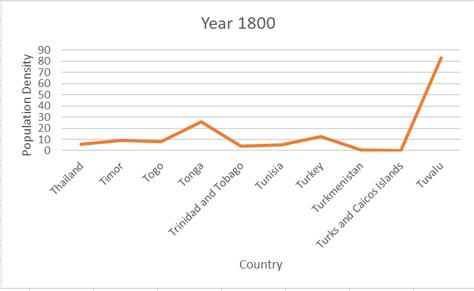 Year 1800
Population Density
90
80
70
60
50
40
30
20
10
0
Thailand
Timor
Togo
Tonga
Trinidad and Tobago
Tunisia
Turkey
Turkmenistan
Turks and Caicos Islands
Tuvalu
Country